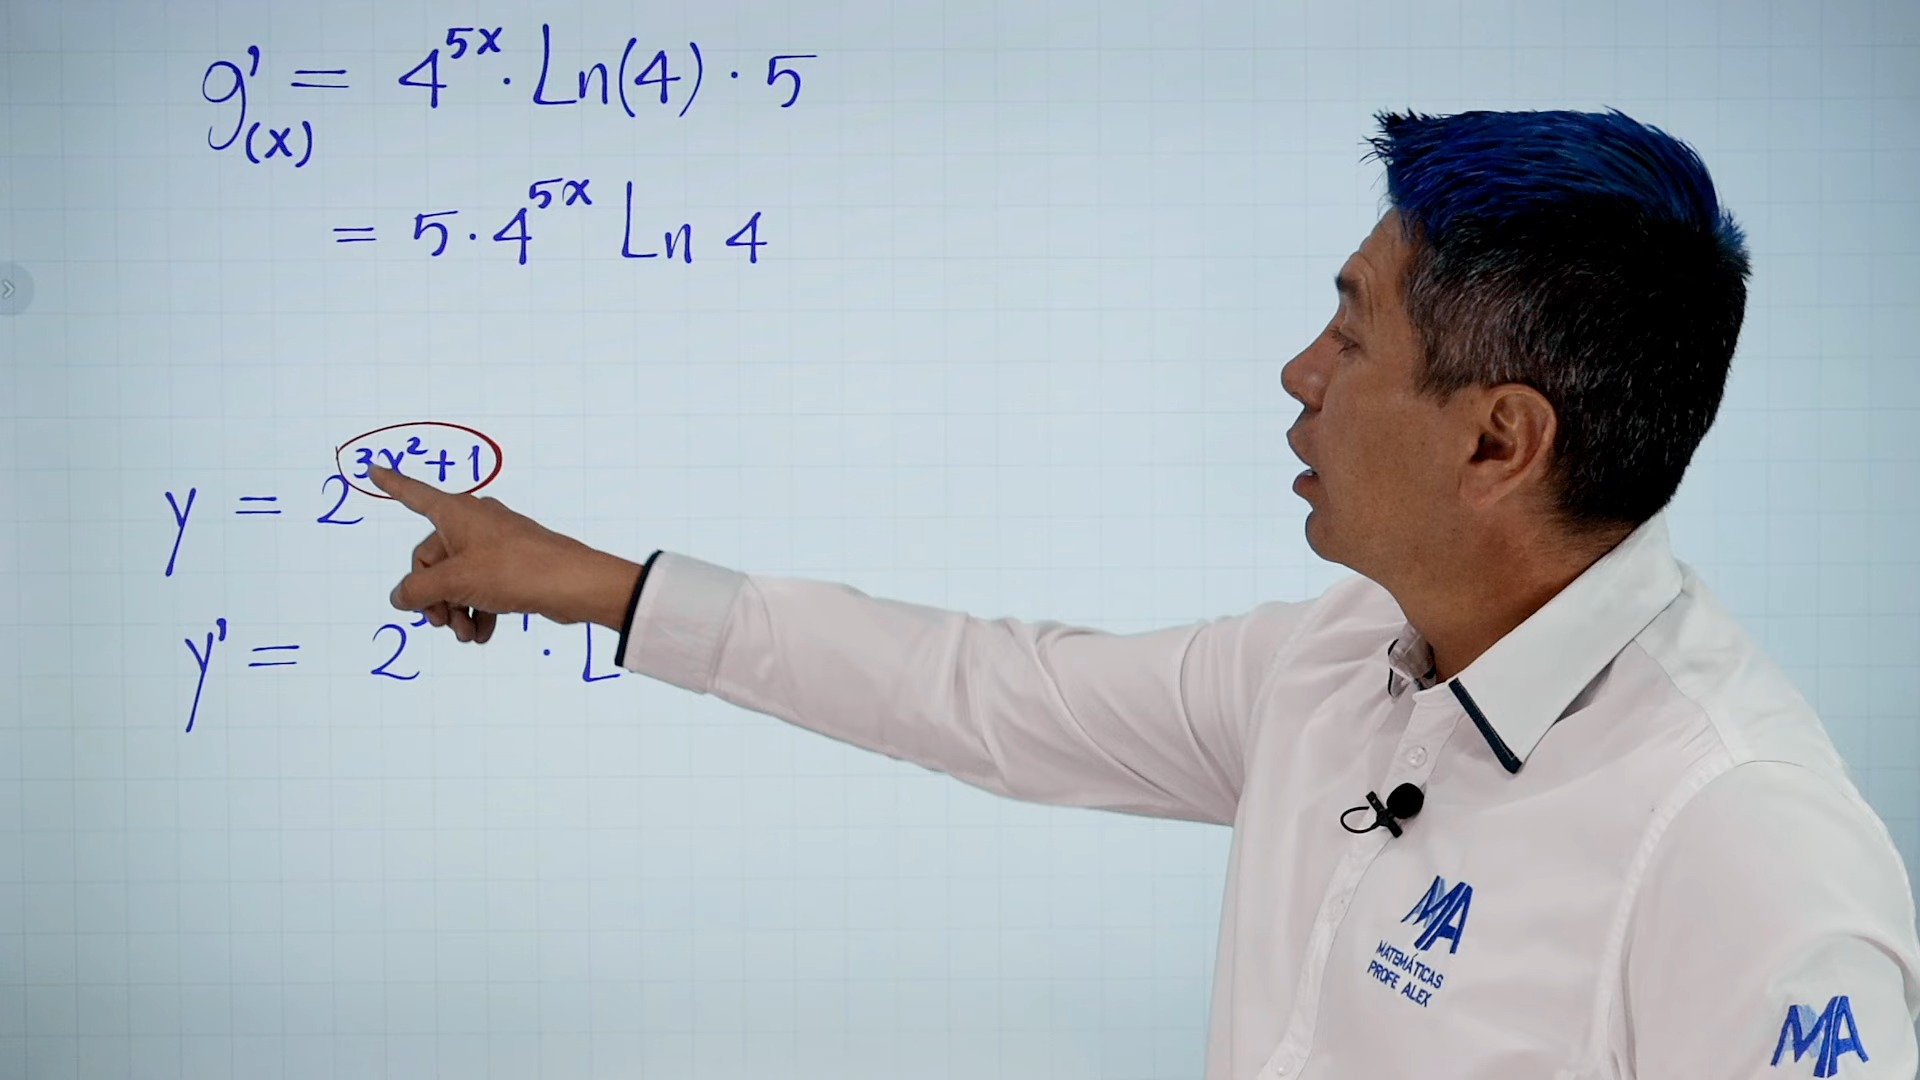 g'(x) = 4^5x · Ln(4) · 5
= 5 · 4^5x Ln 4
y = 2^3x²+1
y' = 2 · L
MA
MATEMÁTICAS
PROFE ALEX
MA